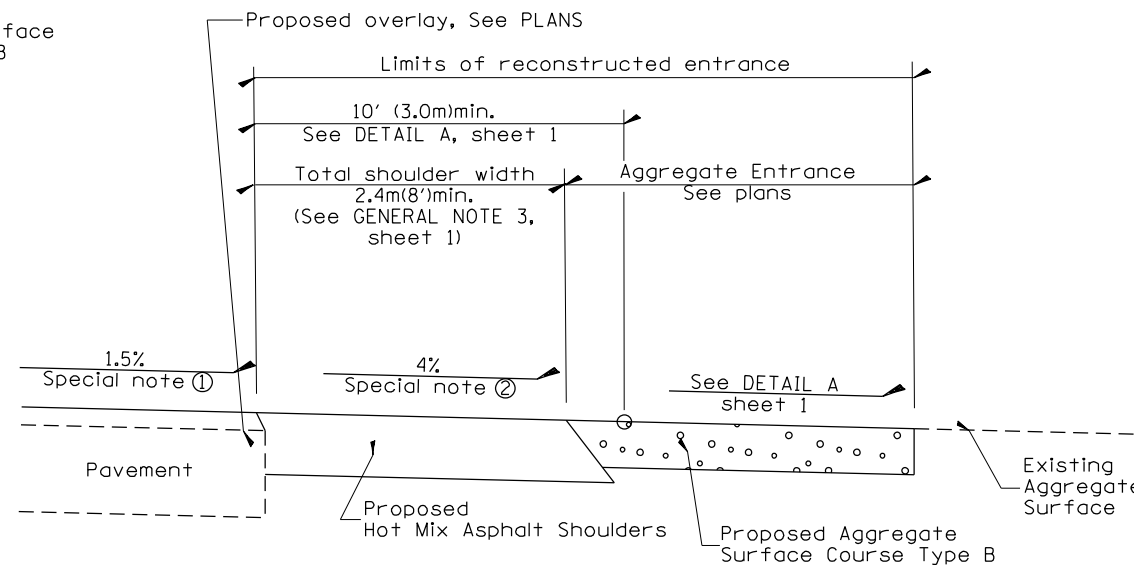 rface
B
Proposed overlay, See PLANS
Limits of reconstructed entrance
10' (3.0m)min.
See DETAIL A, sheet 1
Total shoulder width
2.4m(8')min.
(See GENERAL NOTE 3,
sheet 1)
Aggregate Entrance
See plans
1.5%
Special note ①
4%
Special note ②
See DETAIL A
sheet 1
Pavement
Proposed
Hot Mix Asphalt Shoulders
Proposed Aggregate
Surface Course Type B
Existing
Aggregate
Surface